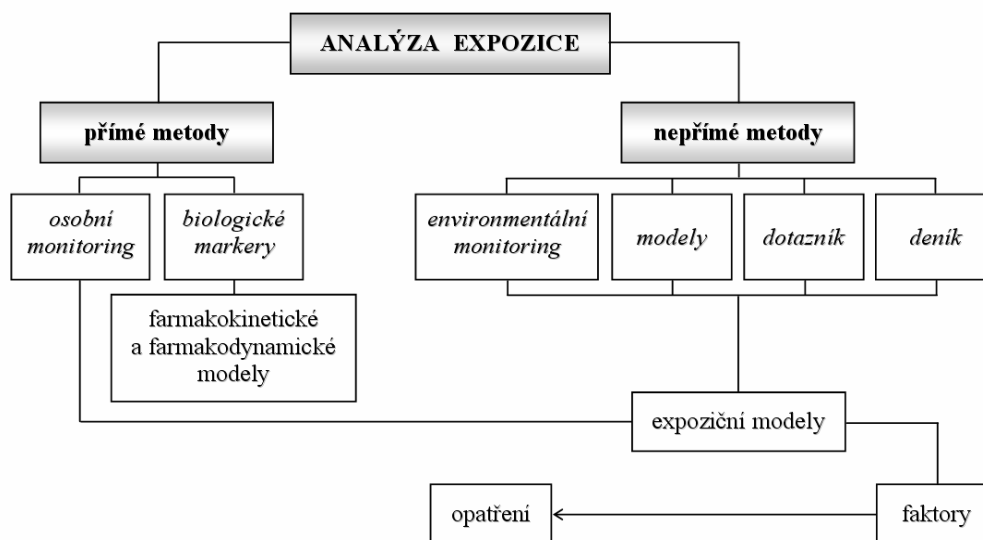 ANALÝZA EXPOZICE
přímé metody
nepřímé metody
osobní
monitoring
biologické
markery
environmentální
monitoring
modely
dotazník
deník
farmakokinetické
a farmakodynamické
modely
expoziční modely
opatření
faktory